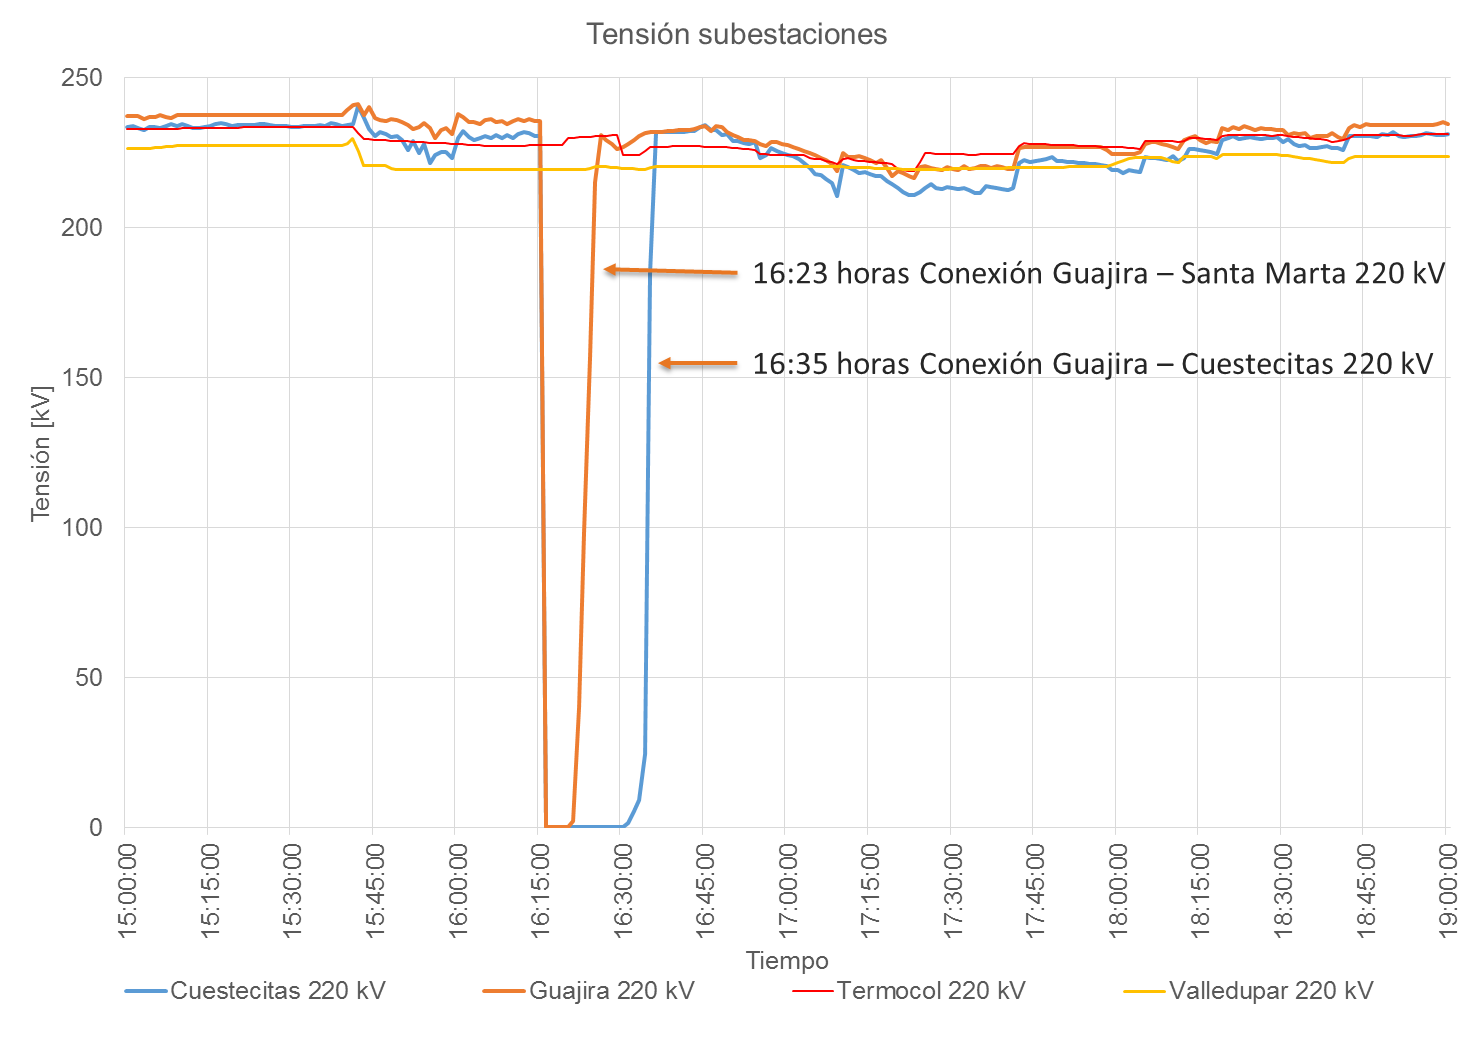 Tensión subestaciones
250
200
150
100
50
0
Tensión [kV]
16:23 horas Conexión Guajira – Santa Marta 220 kV
16:35 horas Conexión Guajira – Cuestecitas 220 kV
15:00:00
15:15:00
15:30:00
15:45:00
16:00:00
16:15:00
16:30:00
16:45:00
17:00:00
17:15:00
17:30:00
17:45:00
18:00:00
18:15:00
18:30:00
18:45:00
19:00:00
Tiempo
Cuestecitas 220 kV
Guajira 220 kV
Termocol 220 kV
Valledupar 220 kV